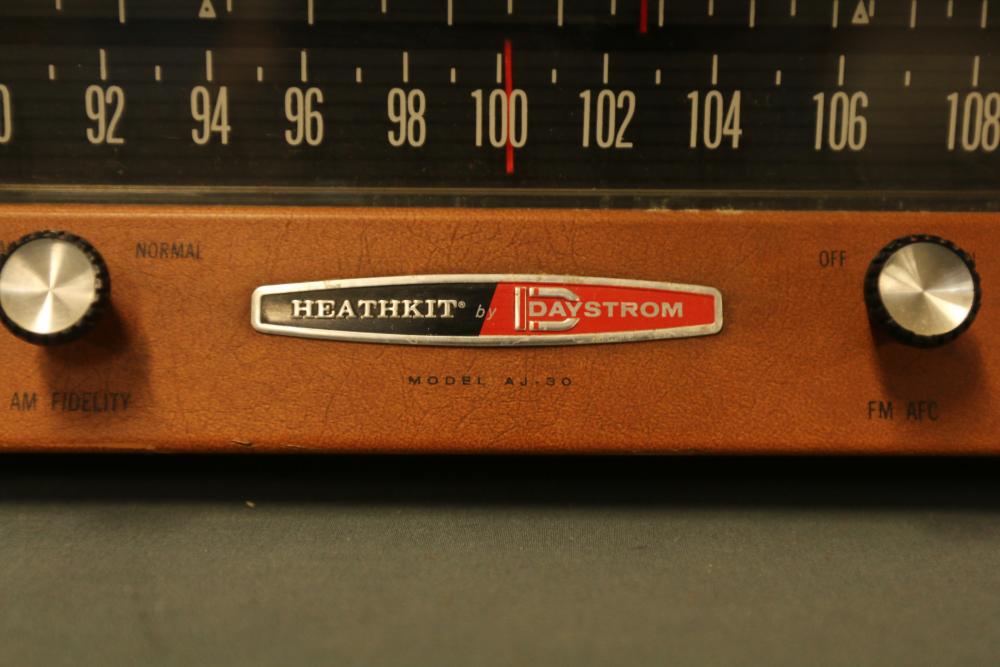 92 94 96 98 100 102 104 106 108
NORMAL
OFF
HEATHKIT® by DAYSTROM
MODEL AJ-30
AM FIDELITY
FM AFC